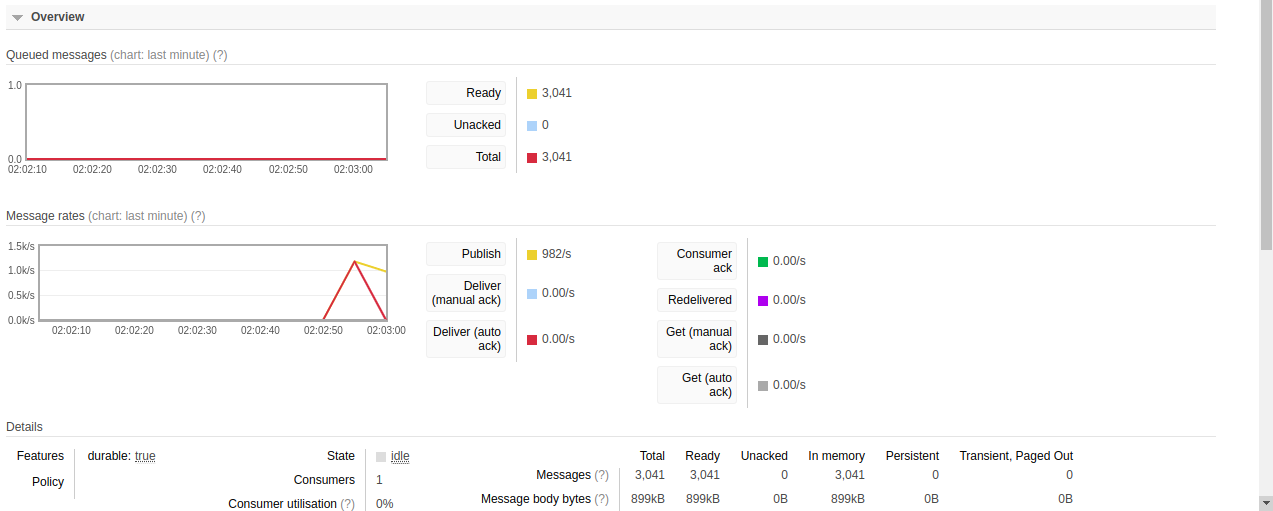 Overview
Queued messages (chart: last minute) (?)
1.0
0.0
02:02:10 02:02:20 02:02:30 02:02:40 02:02:50 02:03:00
Ready 3,041
Unacked 0
Total 3,041
Message rates (chart: last minute) (?)
1.5k/s
1.0k/s
0.5k/s
0.0k/s
02:02:10 02:02:20 02:02:30 02:02:40 02:02:50 02:03:00
Publish 982/s
Deliver
(manual ack) 0.00/s
Deliver (auto
ack) 0.00/s
Consumer
ack 0.00/s
Redelivered 0.00/s
Get (manual
ack) 0.00/s
Get (auto
ack) 0.00/s
Details
Features durable: true
Policy
State idle
Consumers 1
Consumer utilisation (?) 0%
Total Ready Unacked In memory Persistent Transient, Paged Out
Messages (?) 3,041 3,041 0 3,041 0 0
Message body bytes (?) 899kB 899kB 0B 899kB 0B 0B